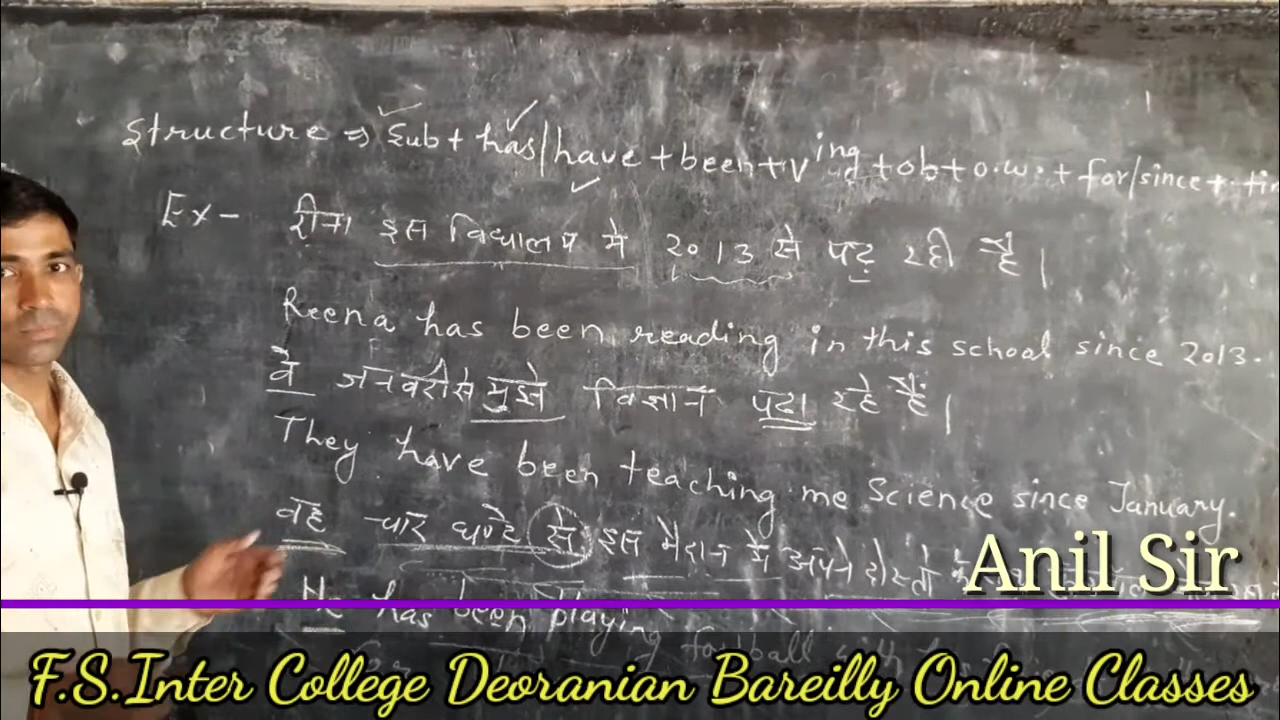 Structure ⇒ Sub + has/have + been + v ing + ob + o.w. + for/since +
Ex- रीना इस विधालय मे 2013 से पढ़ रही है।
Reena has been reading in this school since 2013.
वे जनवरी से मुझे विज्ञान पढ़ा रहे हैं।
They have been teaching me Science since January.
वह चार घण्टे से इस मैदान मे अपने दोस्तो
Anil Sir
He has been playing football with
F.S.Inter College Deoranian Bareilly Online Classes